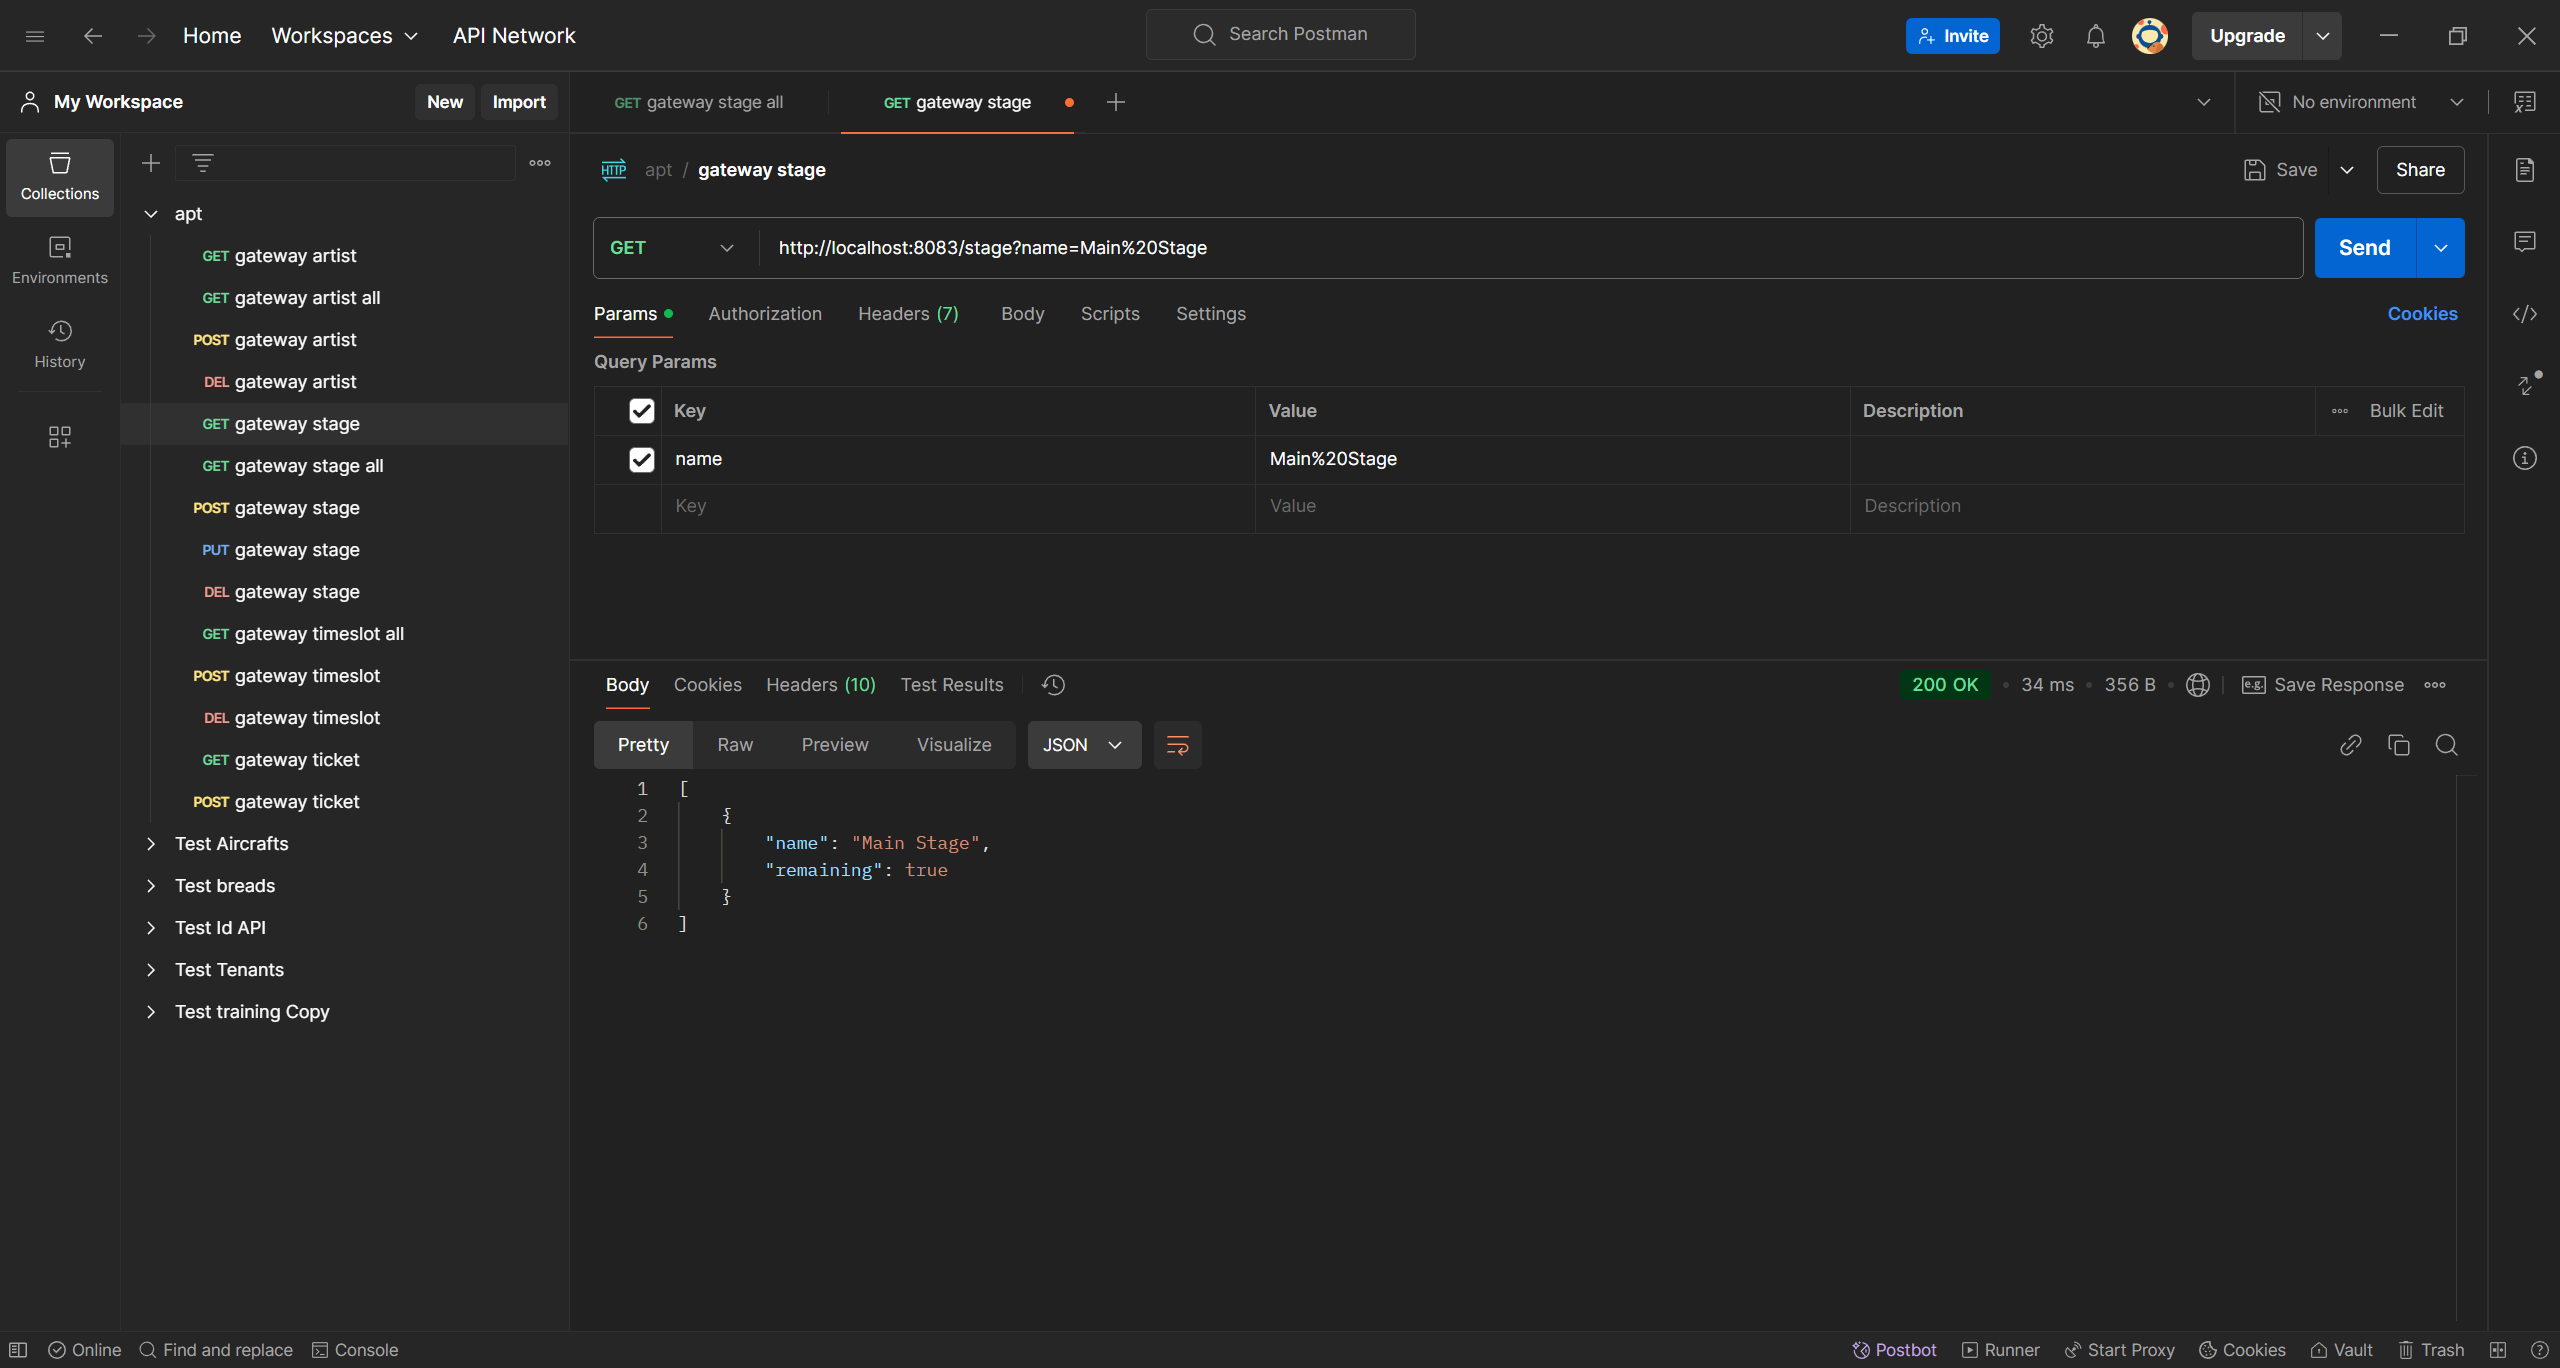 Home Workspaces API Network Search Postman Invite Upgrade
My Workspace New Import
GET gateway stage all GET gateway stage No environment
Collections
Environments
History
apt
GET gateway artist
GET gateway artist all
POST gateway artist
DEL gateway artist
GET gateway stage
GET gateway stage all
POST gateway stage
PUT gateway stage
DEL gateway stage
GET gateway timeslot all
POST gateway timeslot
DEL gateway timeslot
GET gateway ticket
POST gateway ticket
Test Aircrafts
Test breads
Test Id API
Test Tenants
Test training Copy
HTTP apt / gateway stage Save Share
GET http://localhost:8083/stage?name=Main%20Stage Send
Params Authorization Headers (7) Body Scripts Settings Cookies
Query Params
Key Value Description Bulk Edit
name Main%20Stage
Key Value Description
Body Cookies Headers (10) Test Results 200 OK 34 ms 356 B e.g. Save Response
Pretty Raw Preview Visualize JSON
1 [
2 {
3 "name": "Main Stage",
4 "remaining": true
5 }
6 ]
Online Find and replace Console Postbot Runner Start Proxy Cookies Vault Trash